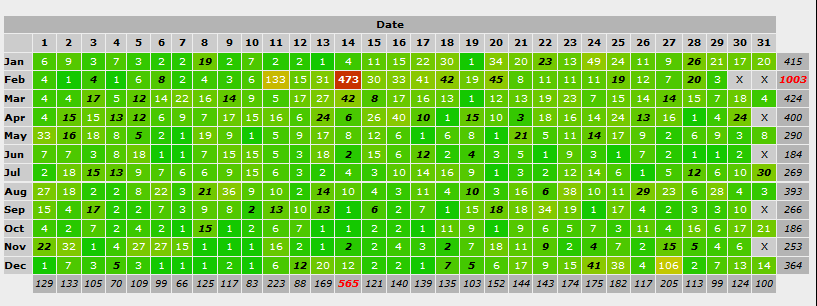 Date
1 2 3 4 5 6 7 8 9 10 11 12 13 14 15 16 17 18 19 20 21 22 23 24 25 26 27 28 29 30 31
Jan 6 9 3 7 3 2 2 19 2 7 2 2 1 4 11 15 22 30 1 34 20 23 13 49 24 11 9 26 21 17 20 415
Feb 4 1 4 1 6 8 2 4 3 6 133 15 31 473 30 33 41 42 19 45 8 11 11 11 19 12 7 20 3 X X 1003
Mar 4 4 17 5 12 14 22 16 14 9 5 17 27 42 8 17 16 13 1 12 13 19 23 7 15 14 14 15 7 18 4 424
Apr 4 15 15 13 12 6 9 7 17 15 16 6 24 6 26 40 10 1 15 10 3 18 16 14 24 13 16 1 4 24 X 400
May 33 16 18 8 5 2 1 19 9 1 5 9 17 8 12 6 1 6 8 1 21 5 11 14 17 9 2 6 9 3 8 290
Jun 7 7 3 8 18 1 1 7 15 15 5 3 18 2 15 6 12 2 4 3 5 1 9 3 1 7 2 1 1 2 X 184
Jul 2 18 15 13 9 7 6 6 9 15 6 3 2 4 3 10 14 16 9 1 3 2 12 14 6 1 5 12 6 10 30 269
Aug 27 18 2 2 8 22 3 21 36 9 10 2 14 10 4 3 11 4 10 3 16 6 38 10 11 29 23 6 28 4 3 393
Sep 15 4 17 2 2 7 3 9 8 2 13 10 13 1 6 2 7 1 15 18 18 34 19 1 17 4 2 3 3 10 X 266
Oct 4 2 7 2 4 2 1 15 1 2 6 7 1 1 2 2 1 11 9 1 9 6 5 7 3 11 4 16 6 17 21 186
Nov 22 32 1 4 27 27 15 1 1 1 16 2 1 2 2 4 3 2 7 18 11 9 2 4 7 2 15 5 4 6 X 253
Dec 1 7 3 5 3 1 1 1 2 1 6 12 20 12 2 2 1 7 5 6 17 9 15 41 38 4 106 2 7 13 14 364
129 133 105 70 109 99 66 125 117 83 223 88 169 565 121 140 139 135 103 152 144 143 174 175 182 117 205 113 99 124 100